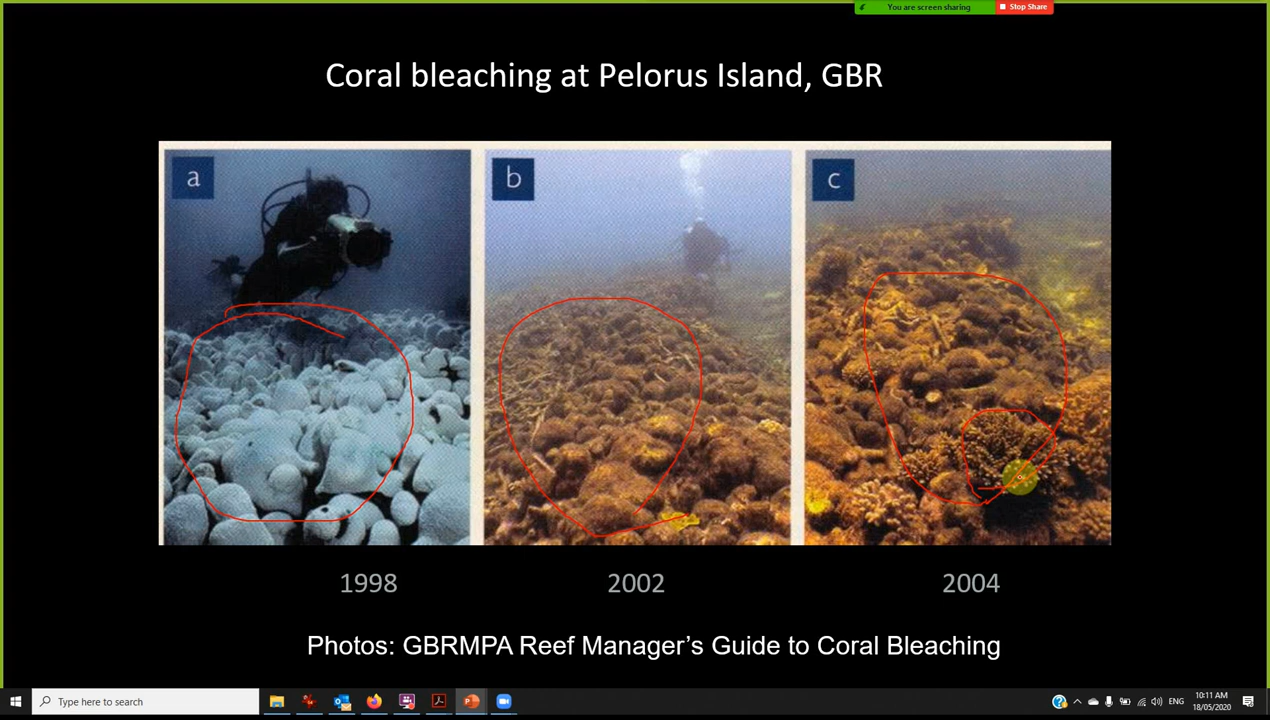 You are screen sharing
Stop Share
Coral bleaching at Pelorus Island, GBR
a
b
c
1998
2002
2004
Photos: GBRMPA Reef Manager's Guide to Coral Bleaching
Type here to search
ENG
10:11 AM
18/05/2020